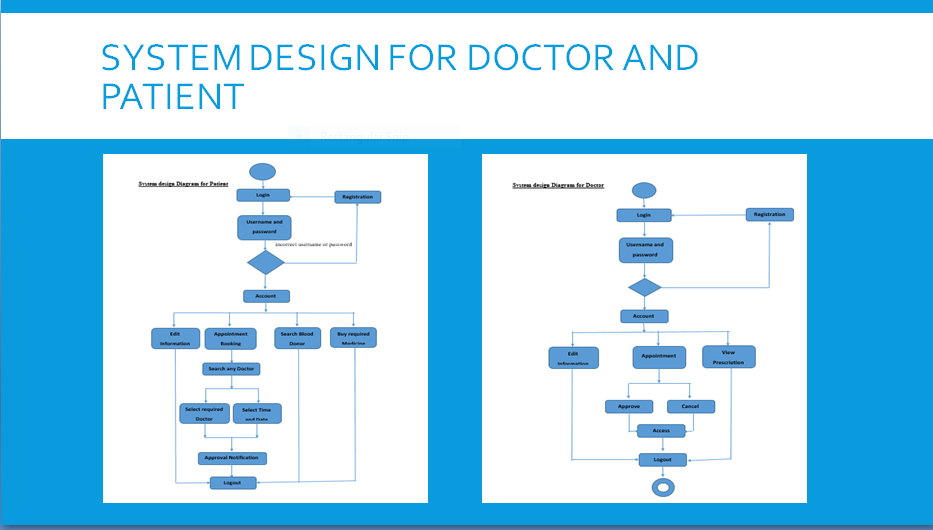 SYSTEM DESIGN FOR DOCTOR AND
PATIENT
System design Diagram for Patient
Login
Registration
Username and
password
incorrect username or password
Account
Edit
Information
Appointment
Booking
Search Blood
Donor
Buy required
Medicine
Search any Doctor
Select required
Doctor
Select Time
and Date
Approval Notification
Logout
System design Diagram for Doctor
Login
Registration
Username and
password
Account
Edit
Information
Appointment
View
Prascription
Approve
Cancel
Access
Logout